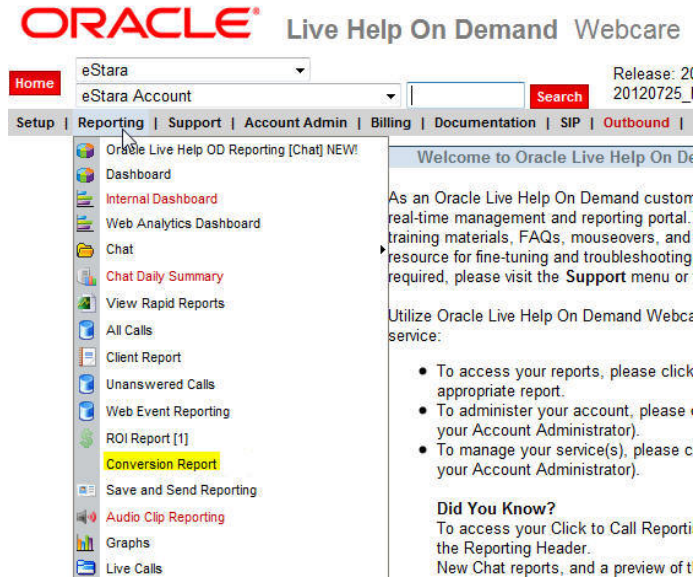 ORACLE Live Help On Demand Webcare
eStara
Home
eStara Account
Search
Release:
20120725_
Setup | Reporting | Support | Account Admin | Billing | Documentation | SIP | Outbound |
Oracle Live Help OD Reporting [Chat] NEW!
Dashboard
Internal Dashboard
Web Analytics Dashboard
Chat
Chat Daily Summary
View Rapid Reports
All Calls
Client Report
Unanswered Calls
Web Event Reporting
ROI Report [1]
Conversion Report
Save and Send Reporting
Audio Clip Reporting
Graphs
Live Calls
Welcome to Oracle Live Help On
As an Oracle Live Help On Demand
real-time management and reporting portal.
training materials, FAQs, mouseovers, and
resource for fine-tuning and troubleshooting
required, please visit the Support menu or
Utilize Oracle Live Help On Demand
service:
• To access your reports, please click
appropriate report.
• To administer your account, please
your Account Administrator).
• To manage your service(s), please
your Account Administrator).
Did You Know?
To access your Click to Call
the Reporting Header.
New Chat reports, and a preview of